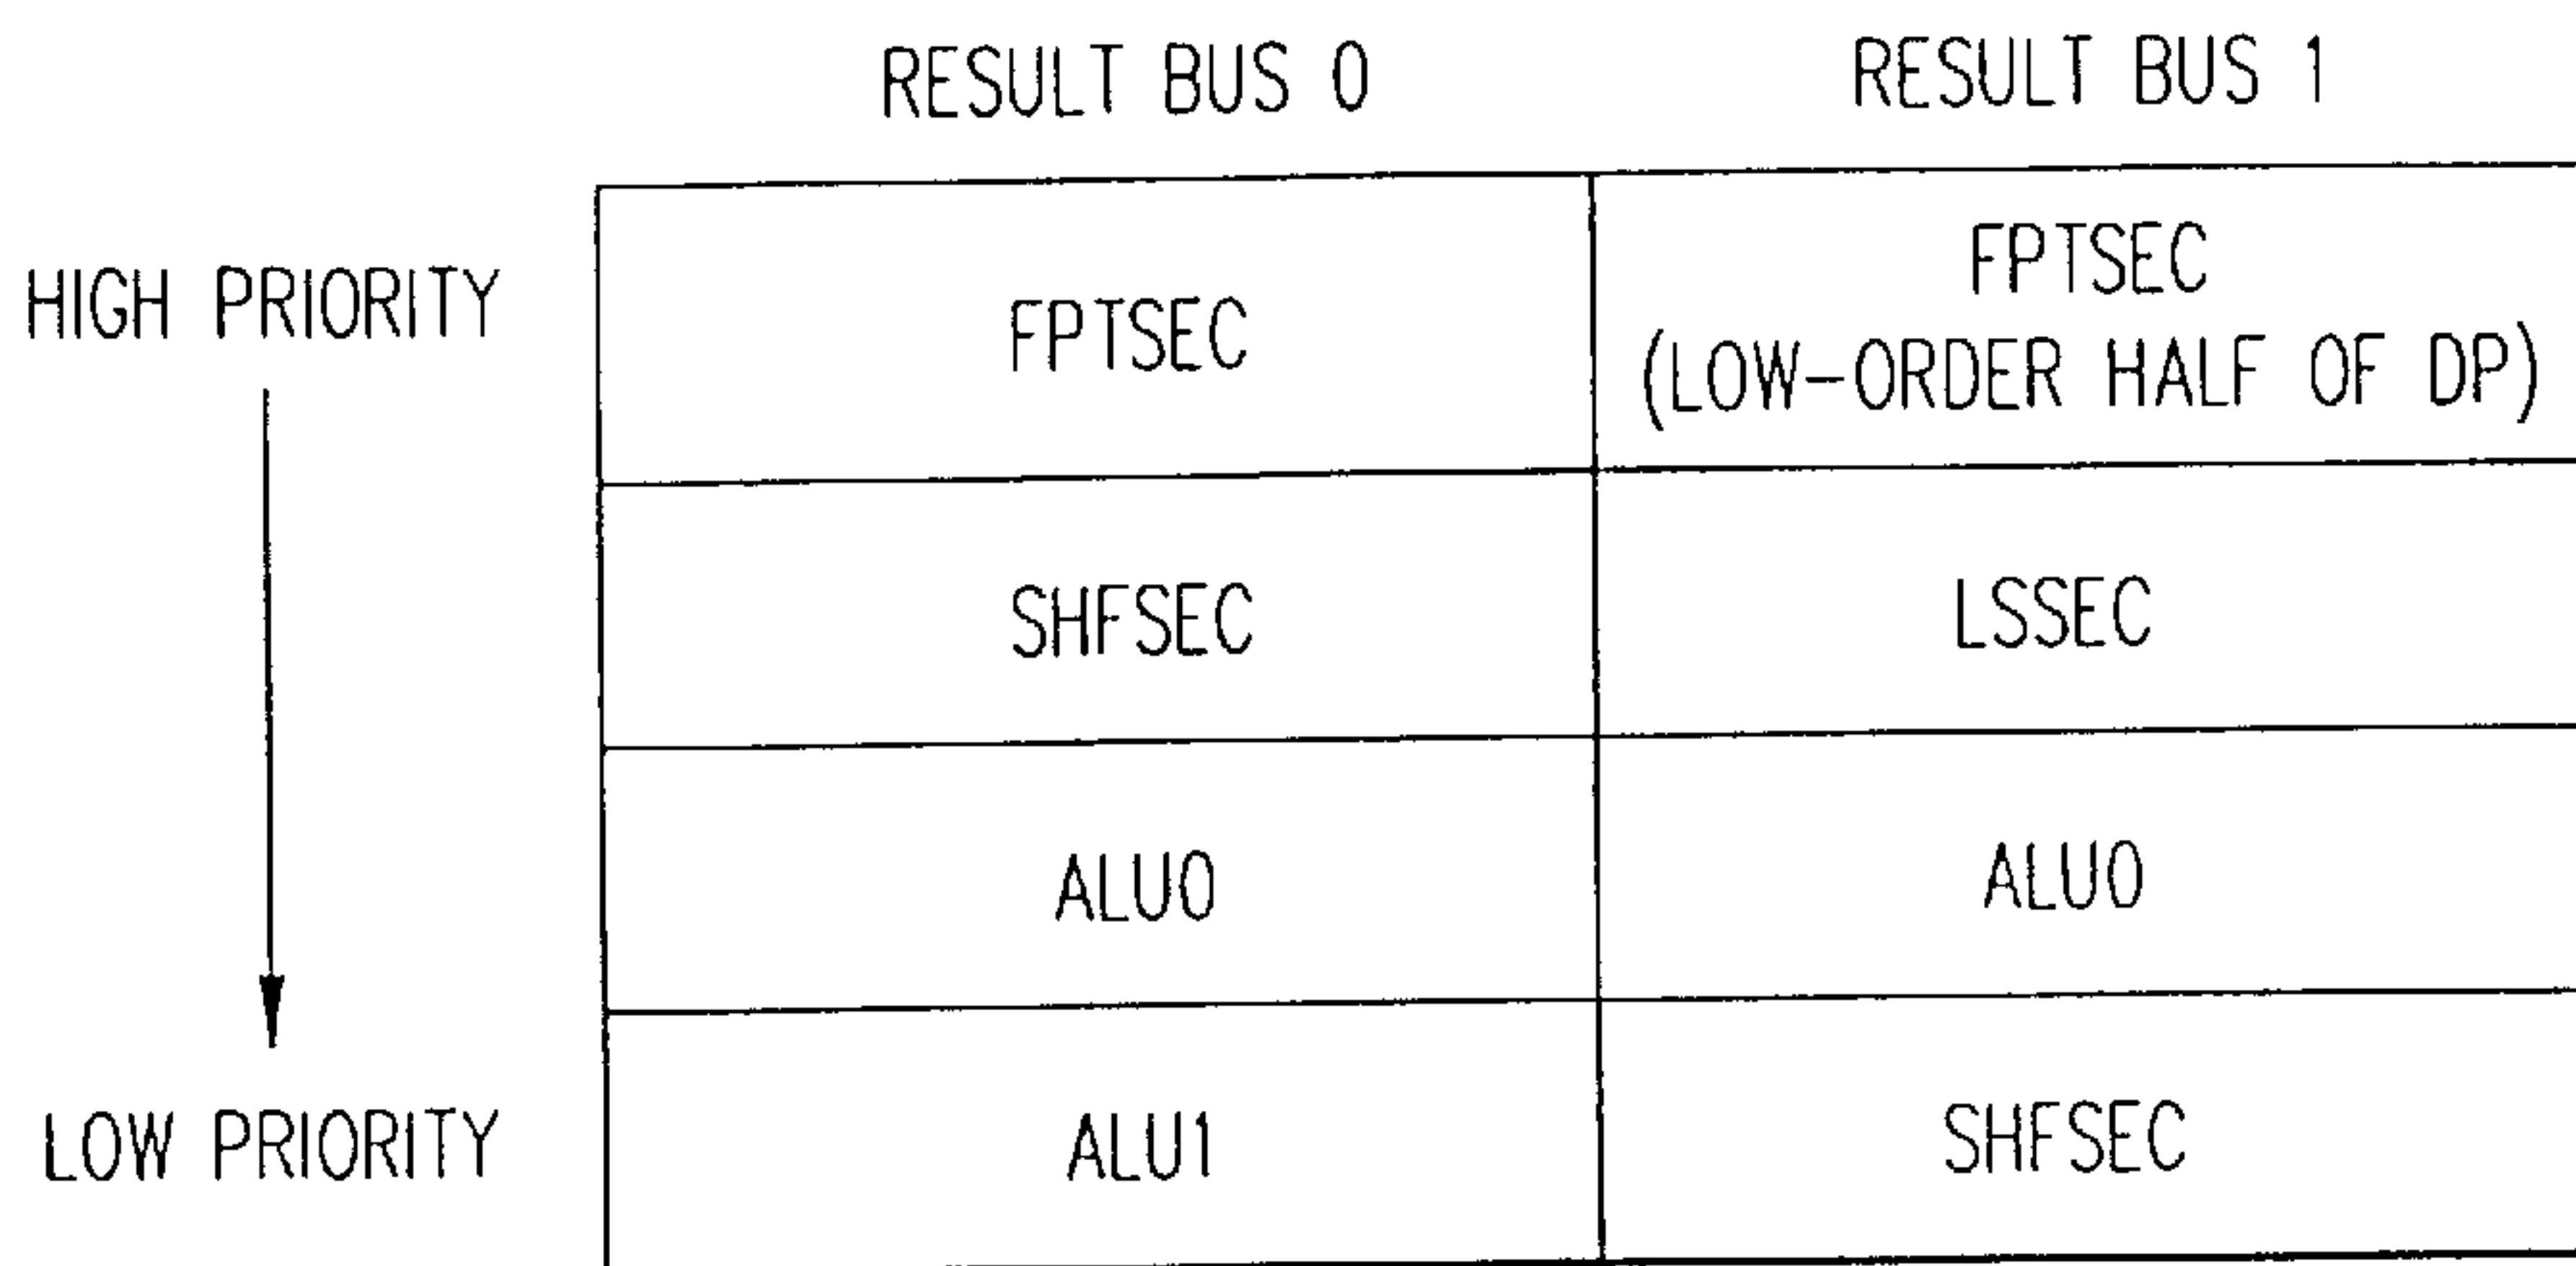 RESULT BUS 0
RESULT BUS 1
HIGH PRIORITY
FPTSEC
FPTSEC
(LOW-ORDER HALF OF DP)
SHFSEC
LSSEC
ALU0
ALU0
LOW PRIORITY
ALU1
SHFSEC